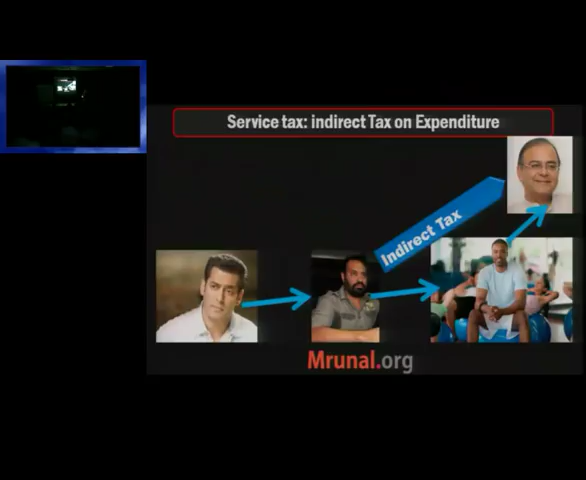 Service tax: indirect Tax on Expenditure
Indirect Tax
Mrunal.org